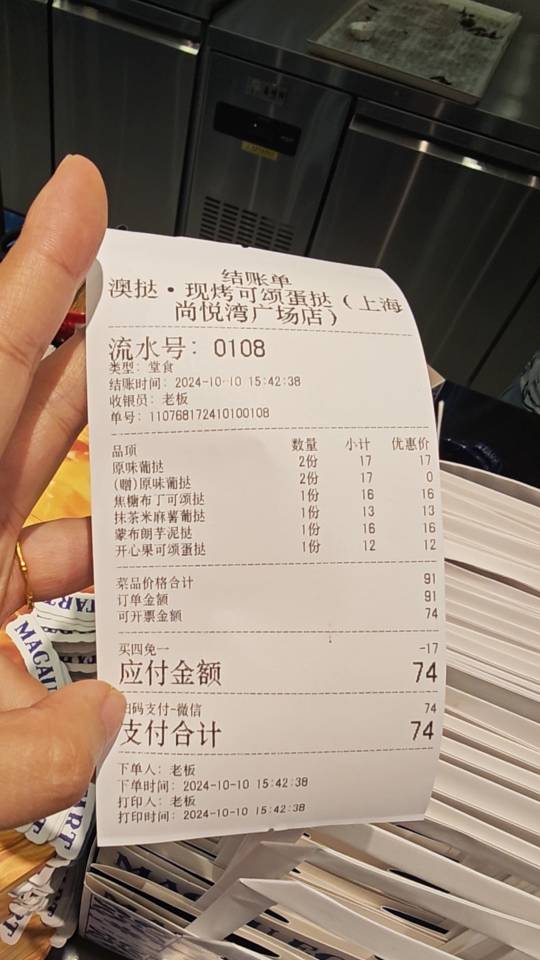 结账单
澳挞·现烤可颂蛋挞（上海
尚悦湾广场店）
流水号: 0108
类型: 堂食
结账时间: 2024-10-10 15:42:38
收银员: 老板
单号: 110768172410100108
品项 数量 小计 优惠价
原味葡挞 2份 17 17
(赠)原味葡挞 2份 17 0
焦糖布丁可颂挞 1份 16 16
抹茶米麻薯葡挞 1份 13 13
蒙布朗芋泥挞 1份 16 16
开心果可颂蛋挞 1份 12 12
菜品价格合计 91
订单金额 91
可开票金额 74
买四免一 -17
应付金额 74
扫码支付-微信 74
支付合计 74
下单人: 老板
下单时间: 2024-10-10 15:42:38
打印人: 老板
打印时间: 2024-10-10 15:42:38